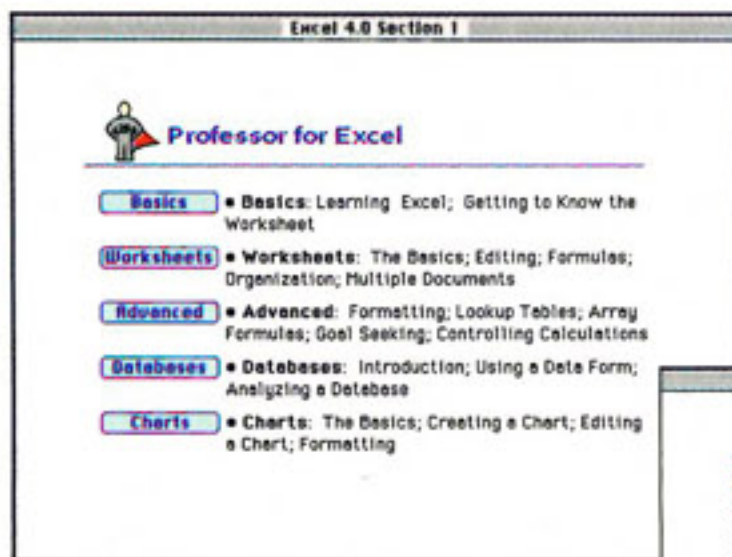 Excel 4.0 Section 1
Professor for Excel
Basics
• Basics: Learning Excel; Getting to Know the
Worksheet
Worksheets
• Worksheets: The Basics; Editing; Formulas;
Organization; Multiple Documents
Advanced
• Advanced: Formatting; Lookup Tables; Array
Formulas; Goal Seeking; Controlling Calculations
Databases
• Databases: Introduction; Using a Data Form;
Analyzing a Database
Charts
• Charts: The Basics; Creating a Chart; Editing
a Chart; Formatting